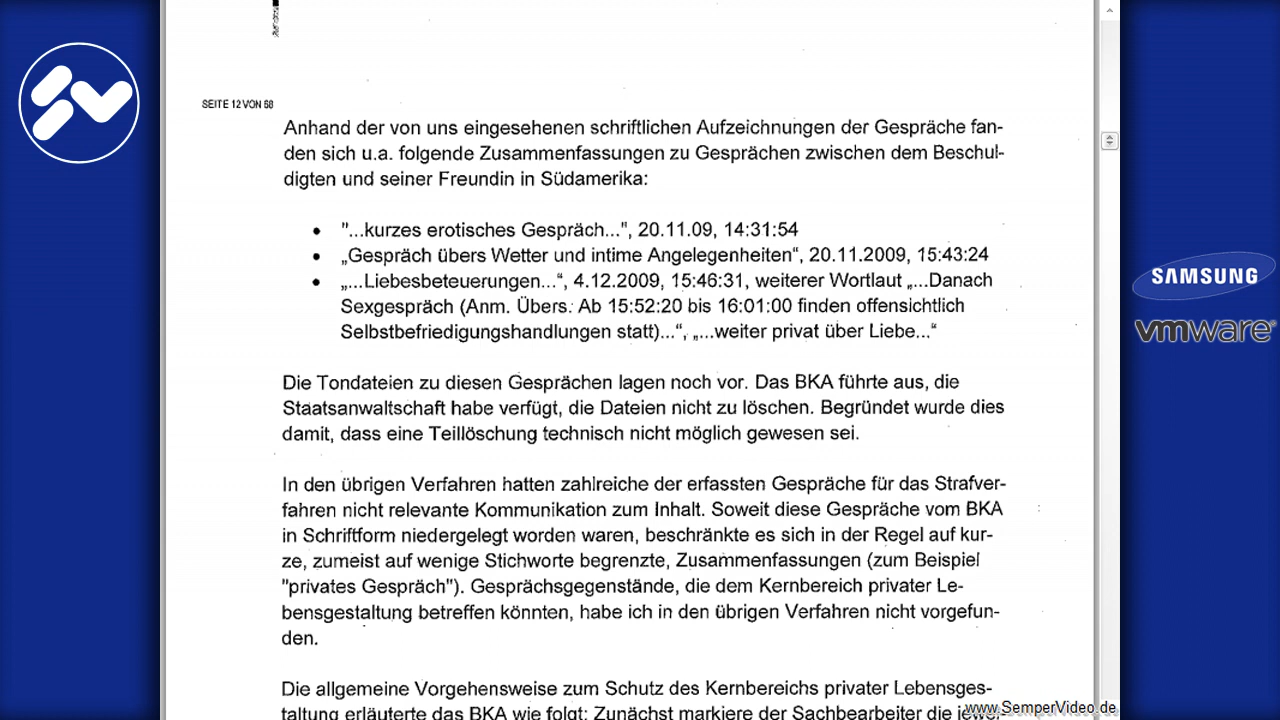 SEITE 12 VON 68
Anhand der von uns eingesehenen schriftlichen Aufzeichnungen der Gespräche fan-
den sich u.a. folgende Zusammenfassungen zu Gesprächen zwischen dem Beschul-
digten und seiner Freundin in Südamerika:
• "...kurzes erotisches Gespräch...", 20.11.09, 14:31:54
• „Gespräch übers Wetter und intime Angelegenheiten“, 20.11.2009, 15:43:24
• „...Liebesbeteuerungen...“, 4.12.2009, 15:46:31, weiterer Wortlaut „...Danach
Sexgespräch (Anm. Übers. Ab 15:52:20 bis 16:01:00 finden offensichtlich
Selbstbefriedigungshandlungen statt)...“, „...weiter privat über Liebe...“
Die Tondateien zu diesen Gesprächen lagen noch vor. Das BKA führte aus, die
Staatsanwaltschaft habe verfügt, die Dateien nicht zu löschen. Begründet wurde dies
damit, dass eine Teillöschung technisch nicht möglich gewesen sei.
In den übrigen Verfahren hatten zahlreiche der erfassten Gespräche für das Strafver-
fahren nicht relevante Kommunikation zum Inhalt. Soweit diese Gespräche vom BKA
in Schriftform niedergelegt worden waren, beschränkte es sich in der Regel auf kur-
ze, zumeist auf wenige Stichworte begrenzte, Zusammenfassungen (zum Beispiel
"privates Gespräch"). Gesprächsgegenstände, die dem Kernbereich privater Le-
bensgestaltung betreffen könnten, habe ich in den übrigen Verfahren nicht vorgefun-
den.
Die allgemeine Vorgehensweise zum Schutz des Kernbereichs privater Lebensges-
taltung erläuterte das BKA wie folgt: Zunächst markiere der Sachbearbeiter die jewei-
www.SemperVideo.de
SAMSUNG
vmware